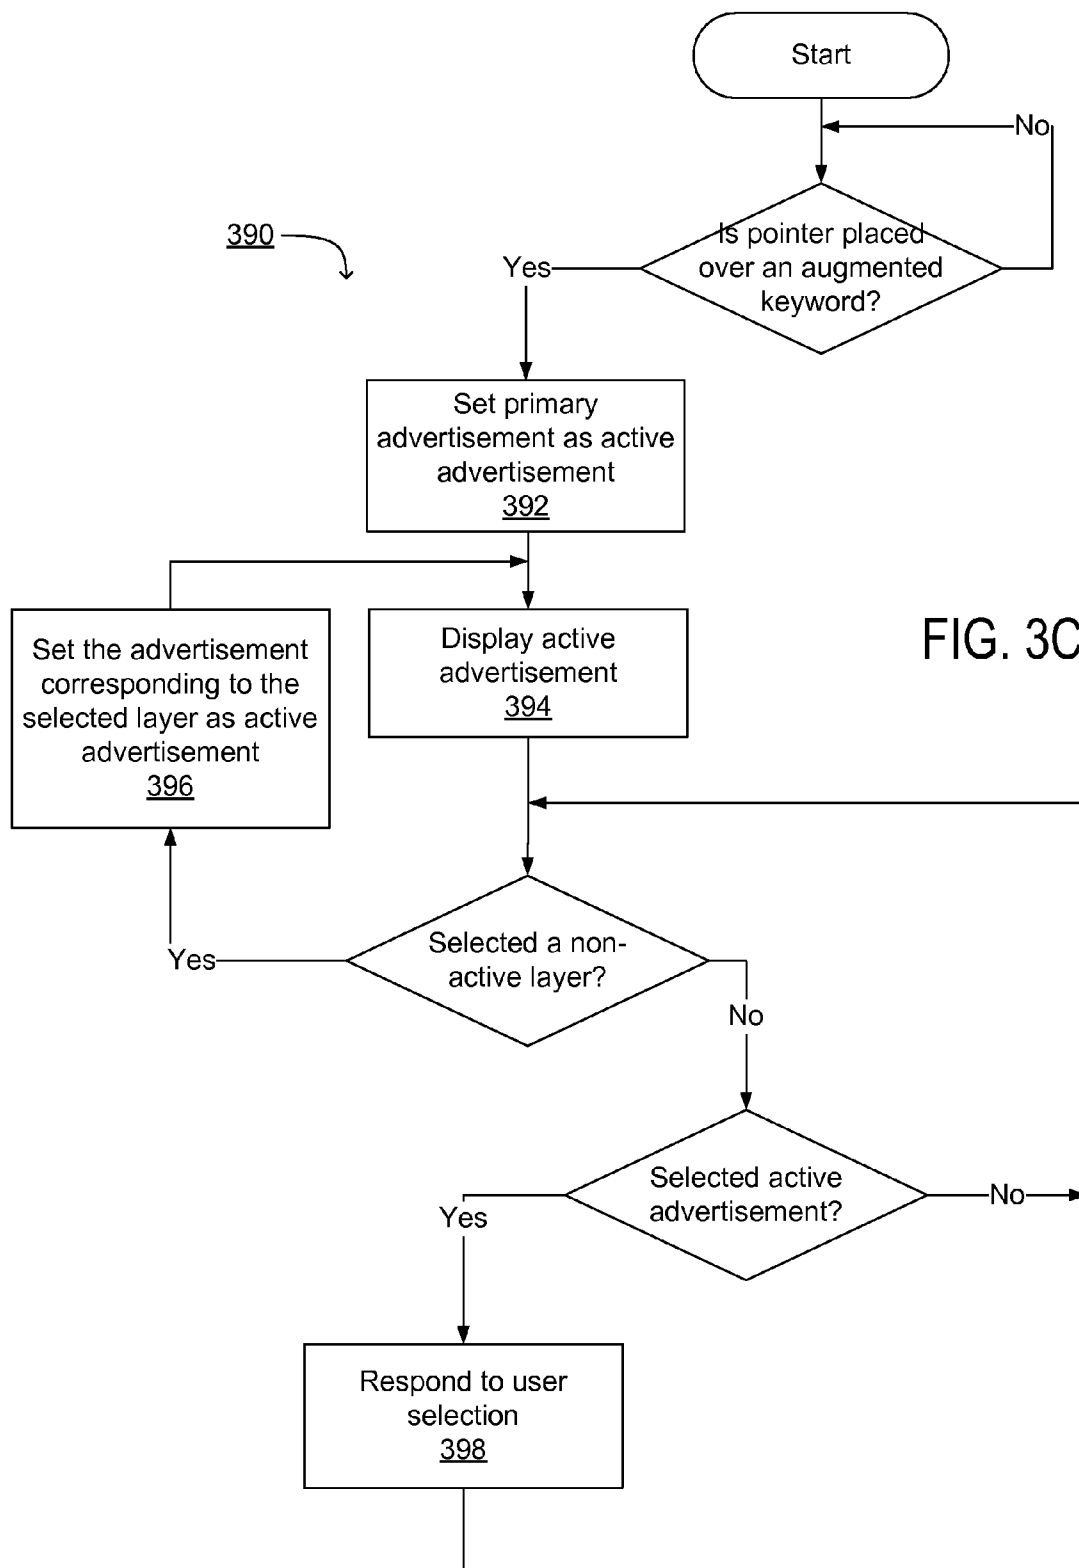 Start
No
390
Is pointer placed
over an augmented
keyword?
Yes
Set primary
advertisement as active
advertisement
392
Set the advertisement
corresponding to the
selected layer as active
advertisement
396
Display active
advertisement
394
FIG. 3C
Selected a non-
active layer?
Yes
No
Selected active
advertisement?
No
Yes
Respond to user
selection
398